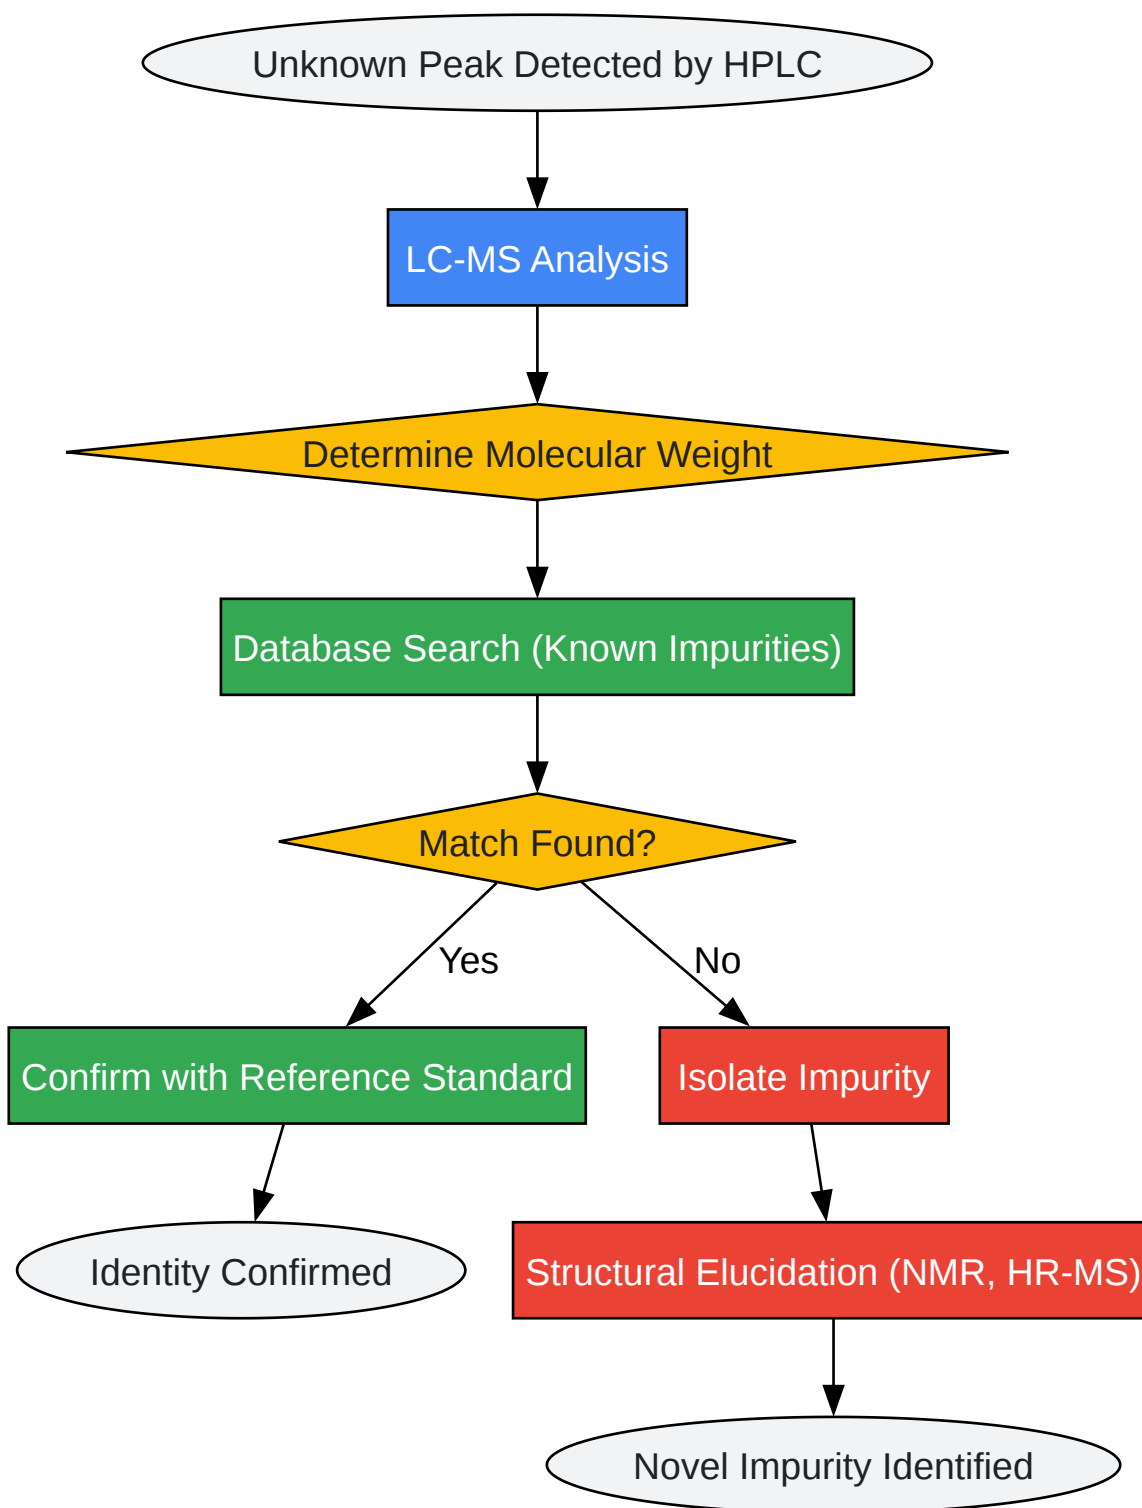 Unknown Peak Detected by HPLC
LC-MS Analysis
Determine Molecular Weight
Database Search (Known Impurities)
Match Found?
Yes
No
Confirm with Reference Standard
Isolate Impurity
Identity Confirmed
Structural Elucidation (NMR, HR-MS)
Novel Impurity Identified